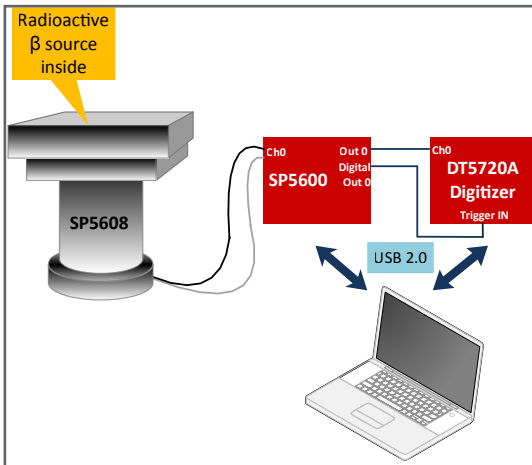 Radioactive
β source
inside
SP5608
Ch0
SP5600
Out 0
Digital
Out 0
Ch0
DT5720A
Digitizer
Trigger IN
USB 2.0